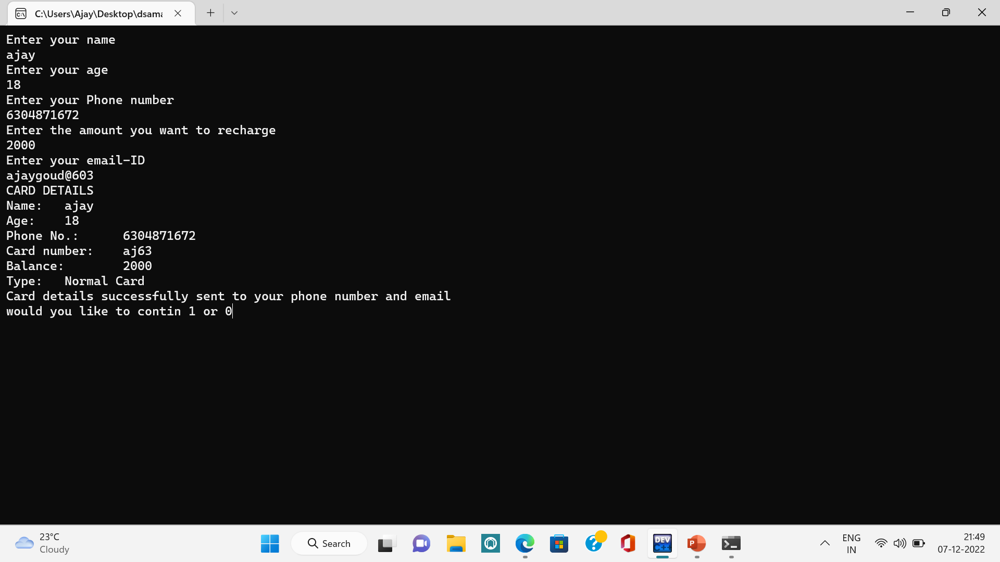 C:\Users\Ajay\Desktop\dsama
Enter your name
ajay
Enter your age
18
Enter your Phone number
6304871672
Enter the amount you want to recharge
2000
Enter your email-ID
ajaygoud@603
CARD DETAILS
Name: ajay
Age: 18
Phone No.: 6304871672
Card number: aj63
Balance: 2000
Type: Normal Card
Card details successfully sent to your phone number and email
would you like to contin 1 or 0
23°C
Cloudy
Search
DEV
C++
P
ENG
IN
21:49
07-12-2022